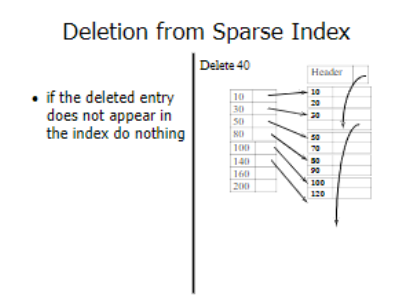 Deletion from Sparse Index
• if the deleted entry
does not appear in
the index do nothing
Delete 40
Header
10
30
50
80
100
140
160
200
10
20
30
50
70
80
90
100
120